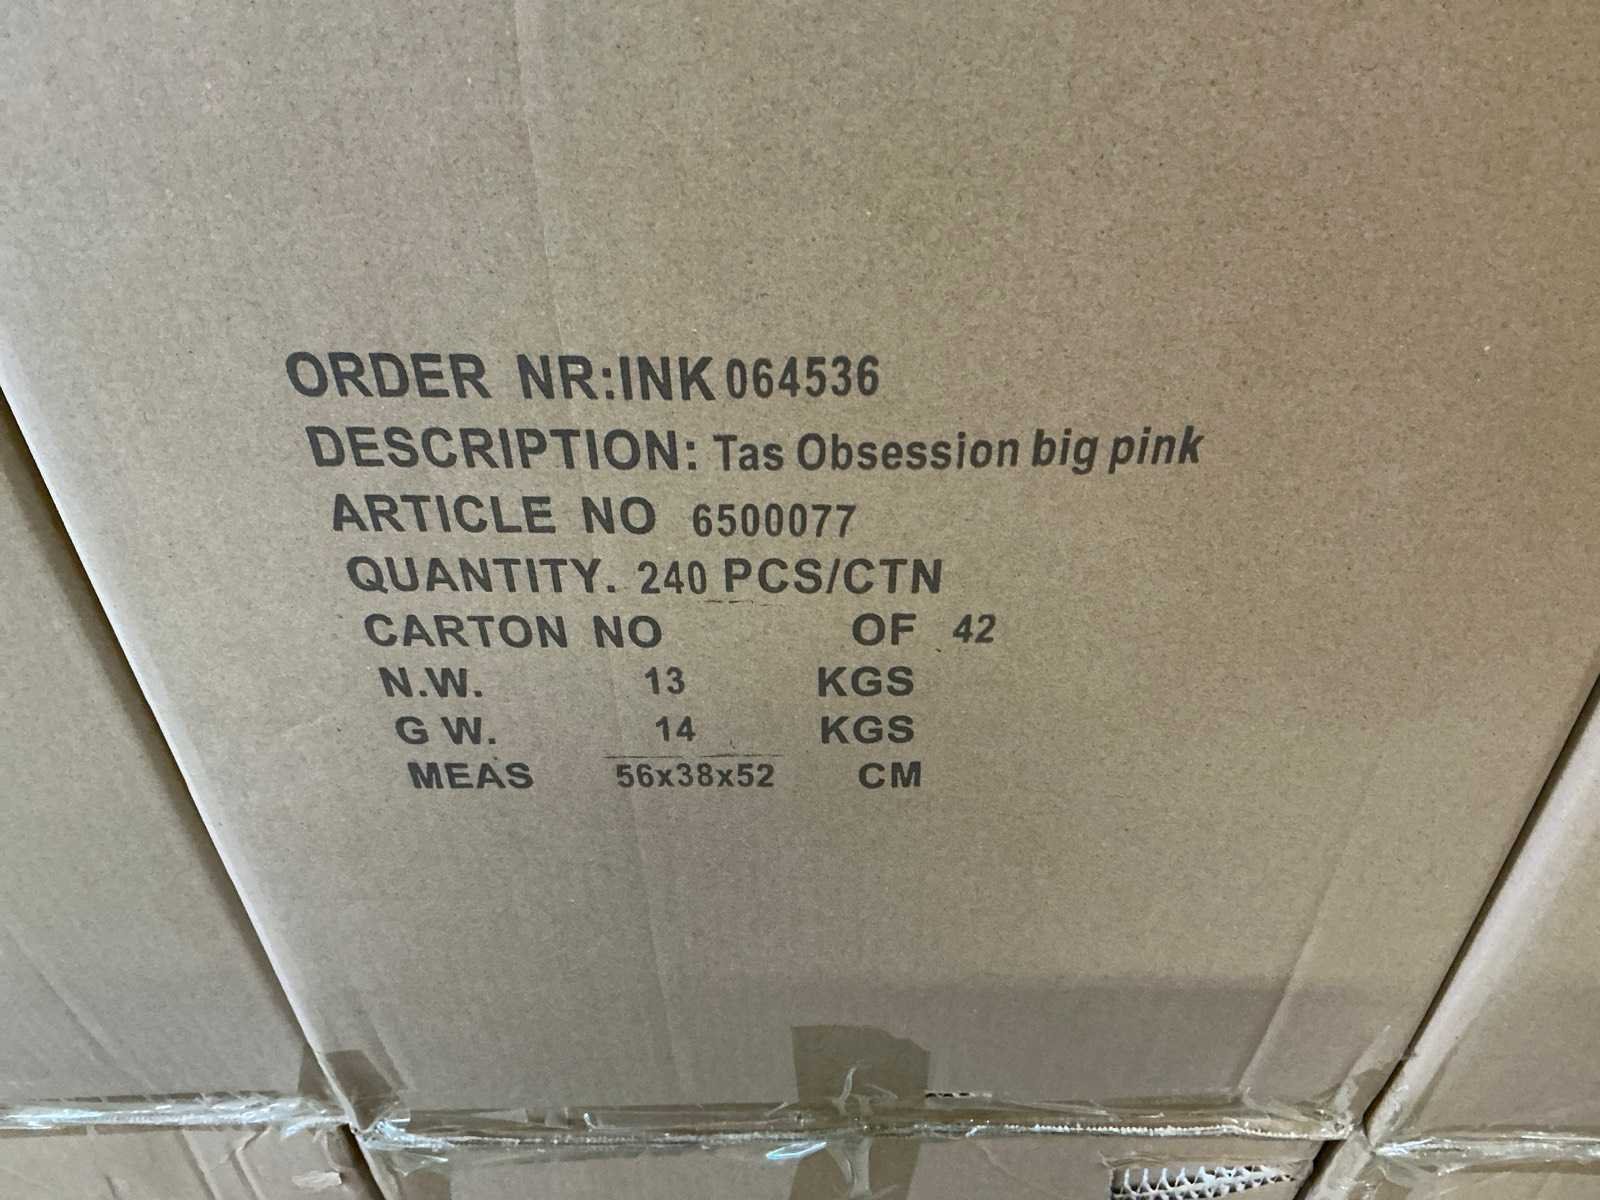 ORDER NR:INK 064536
DESCRIPTION: Tas Obsession big pink
ARTICLE NO 6500077
QUANTITY. 240 PCS/CTN
CARTON NO OF 42
N.W. 13 KGS
G W. 14 KGS
MEAS 56x38x52 CM